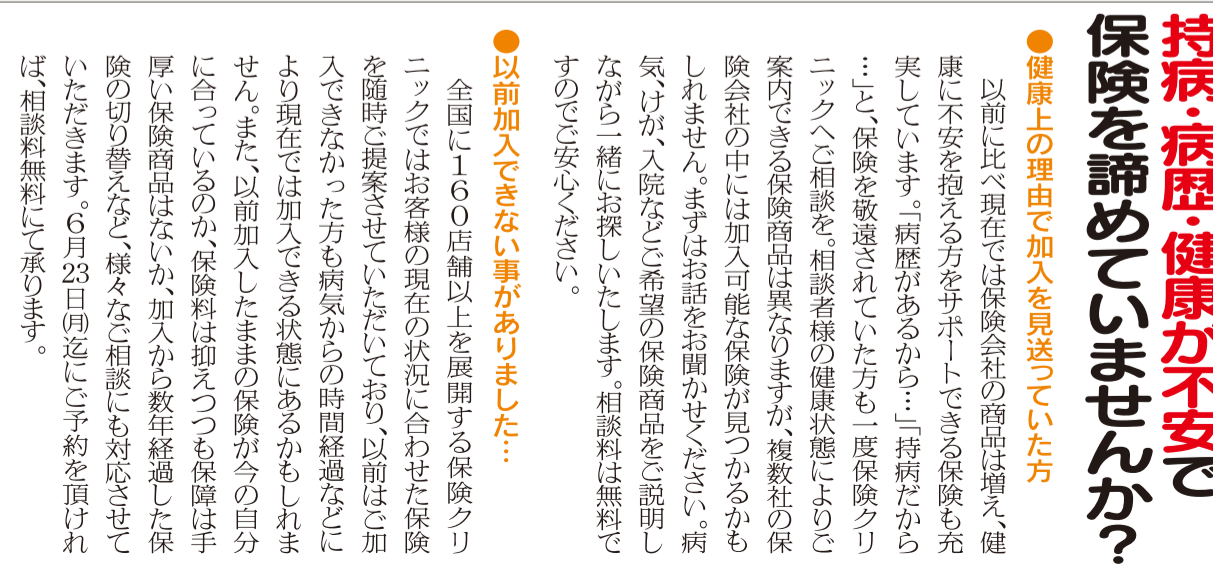 持病・病歴・健康が不安で
保険を諦めていませんか?
●健康上の理由で加入を見送っていた方
以前に比べ現在では保険会社の商品は増え、健
康に不安を抱える方をサポートできる保険も充
実しています。「病歴があるから…」「持病だから
…」と、保険を敬遠されていた方も一度保険クリ
ニックへご相談を。相談者様の健康状態によりご
案内できる保険商品は異なりますが、複数社の保
険会社の中には加入可能な保険が見つかるかも
しれません。まずはお話をお聞かせください。病
気、けが、入院などご希望の保険商品をご説明し
ながら一緒にお探しいたします。相談料は無料で
すのでご安心ください。
●以前加入できない事がありました…
全国に160店舗以上を展開する保険クリ
ニックではお客様の現在の状況に合わせた保険
を随時ご提案させていただいており、以前はご加
入できなかった方も病気からの時間経過などに
より現在では加入できる状態にあるかもしれま
せん。また、以前加入したままの保険が今の自分
に合っているのか、保険料は抑えつつも保障は手
厚い保険商品はないか、加入から数年経過した保
険の切り替えなど、様々なご相談にも対応させて
いただきます。6月23日㈪迄にご予約を頂けれ
ば、相談料無料にて承ります。